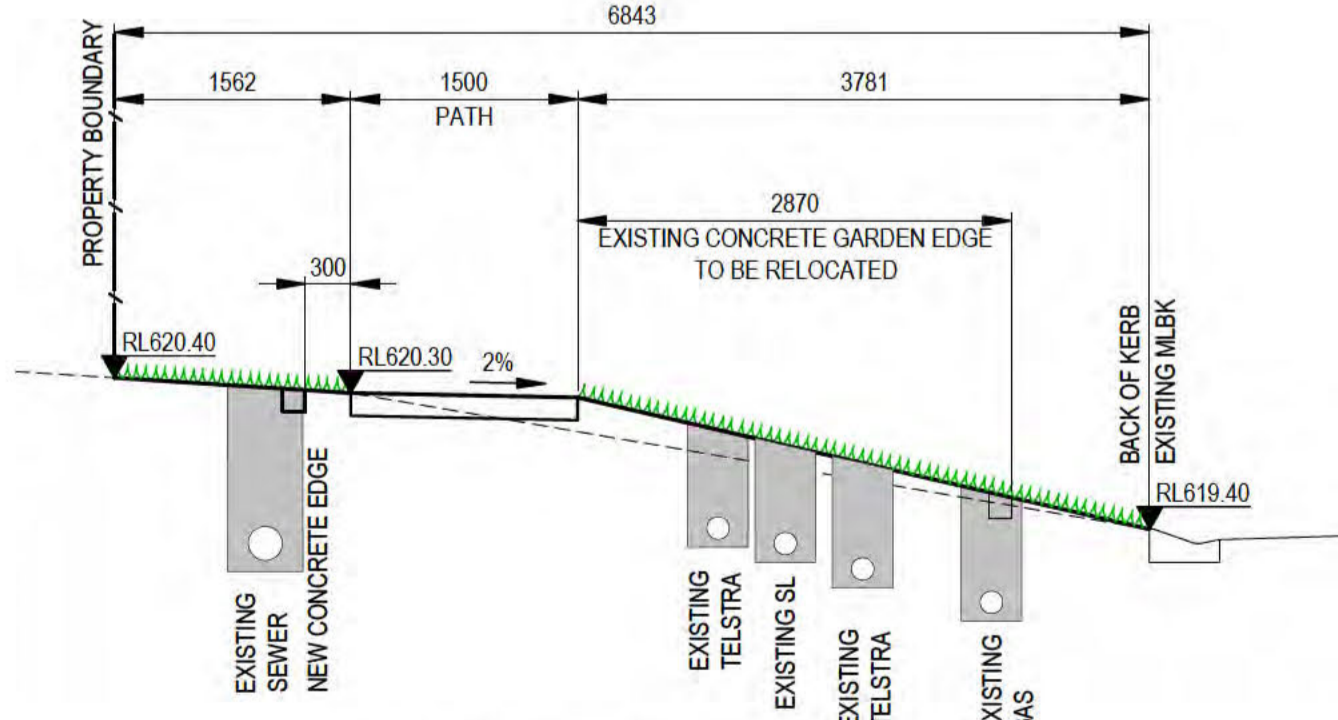 6843
PROPERTY BOUNDARY
1562
1500
PATH
3781
2870
EXISTING CONCRETE GARDEN EDGE
TO BE RELOCATED
300
RL620.40
RL620.30
2%
BACK OF KERB
EXISTING MLBK
RL619.40
EXISTING
SEWER
NEW CONCRETE EDGE
EXISTING
TELSTRA
EXISTING SL
EXISTING
TELSTRA
EXISTING
GAS